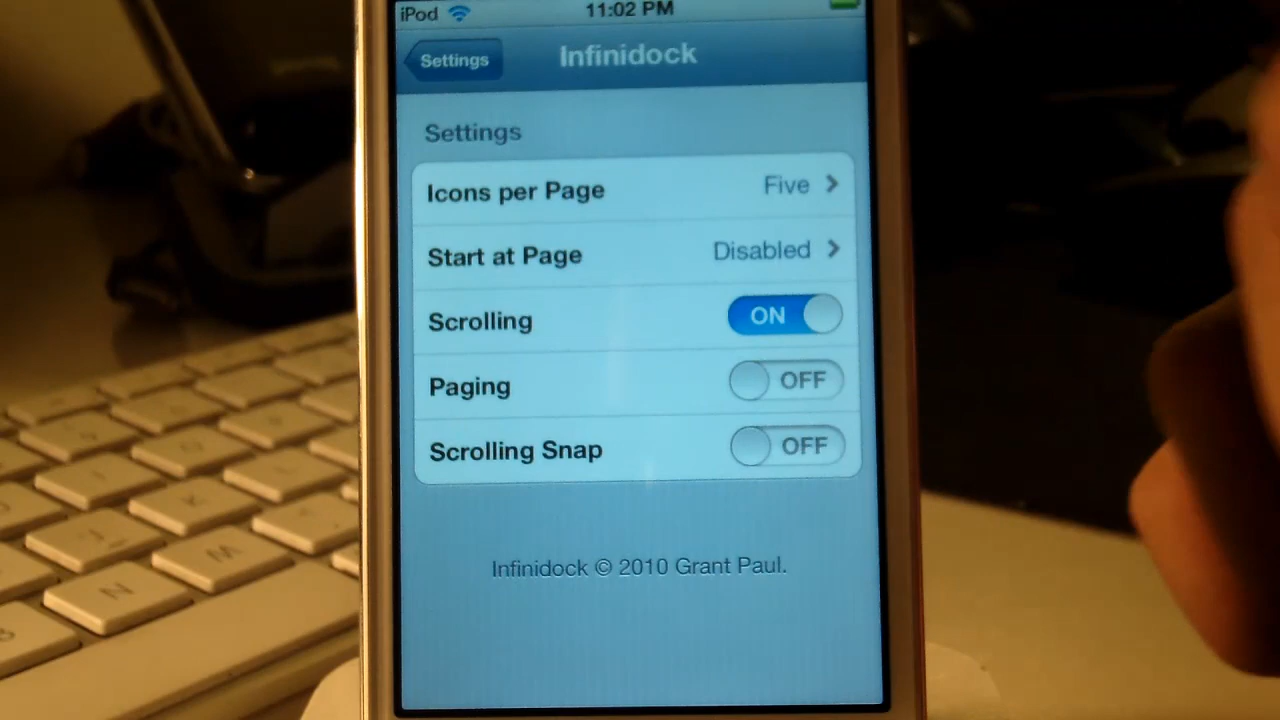 iPod 11:02 PM
Settings Infinidock
Settings
Icons per Page Five
Start at Page Disabled
Scrolling ON
Paging OFF
Scrolling Snap OFF
Infinidock © 2010 Grant Paul.